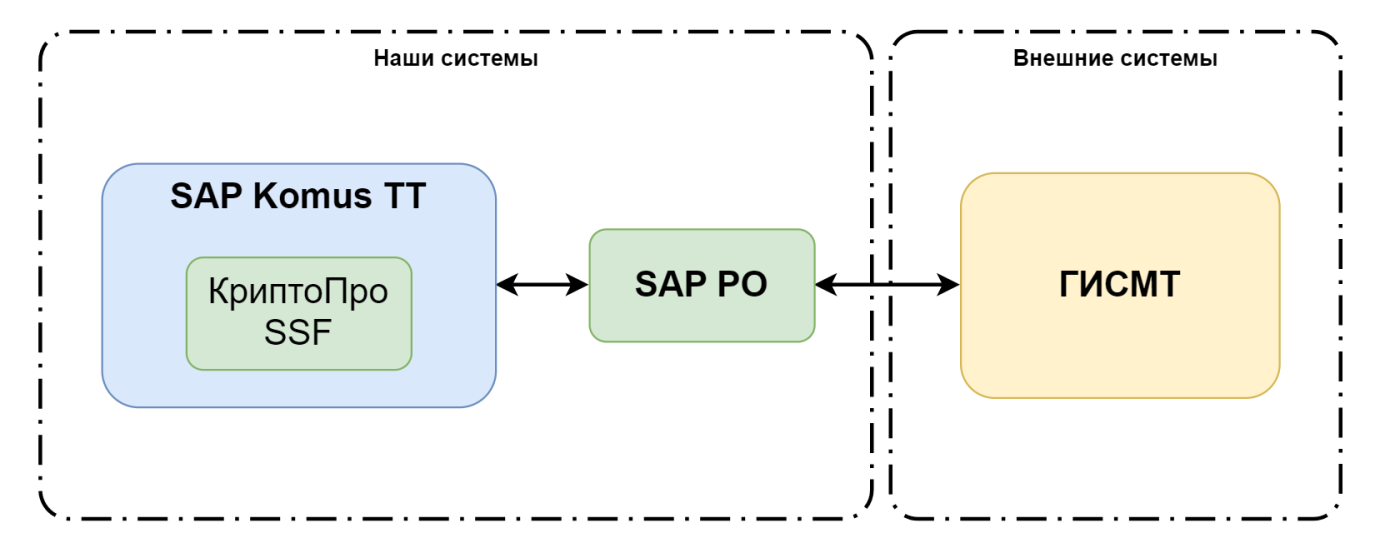 Наши системы
Внешние системы
SAP Komus TT
КриптоПро
SSF
SAP PO
ГИСМТ